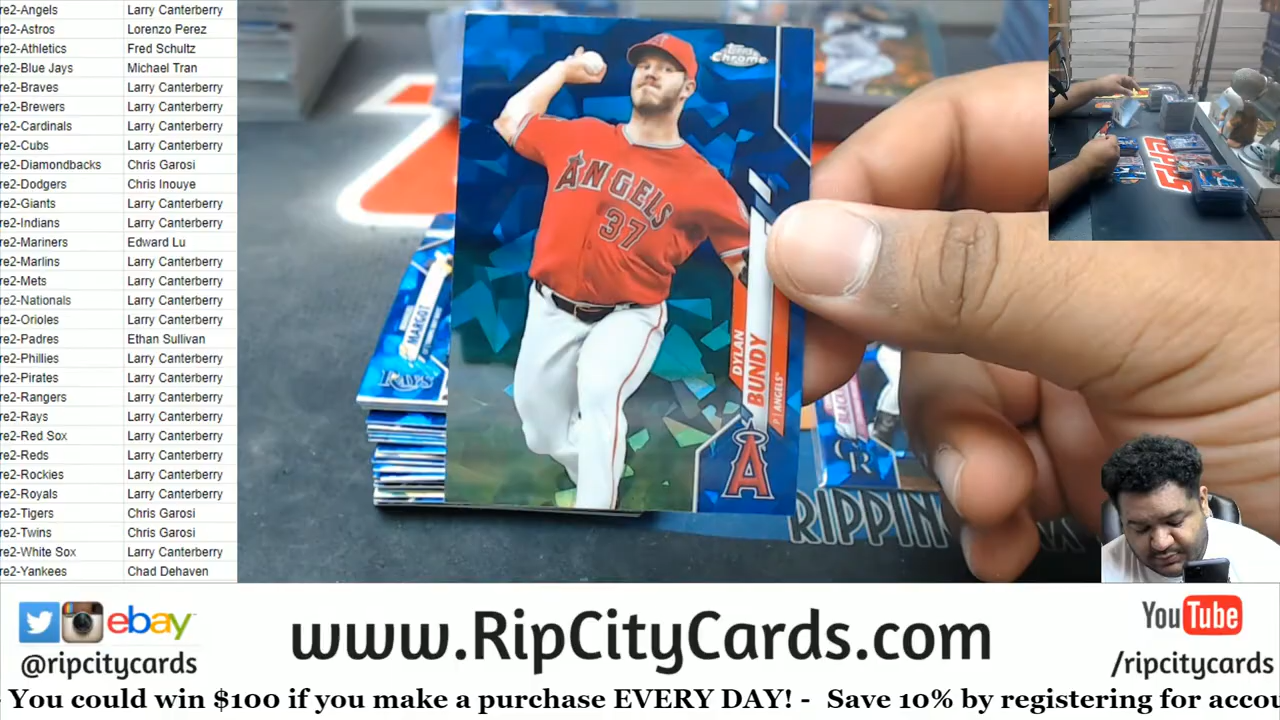 re2-Angels Larry Canterberry
re2-Astros Lorenzo Perez
re2-Athletics Fred Schultz
re2-Blue Jays Michael Tran
re2-Braves Larry Canterberry
re2-Brewers Larry Canterberry
re2-Cardinals Larry Canterberry
re2-Cubs Larry Canterberry
re2-Diamondbacks Chris Garosi
re2-Dodgers Chris Inouye
re2-Giants Larry Canterberry
re2-Indians Larry Canterberry
re2-Mariners Edward Lu
re2-Marlins Larry Canterberry
re2-Mets Larry Canterberry
re2-Nationals Larry Canterberry
re2-Orioles Larry Canterberry
re2-Padres Ethan Sullivan
re2-Phillies Larry Canterberry
re2-Pirates Larry Canterberry
re2-Rangers Larry Canterberry
re2-Rays Larry Canterberry
re2-Red Sox Larry Canterberry
re2-Reds Larry Canterberry
re2-Rockies Larry Canterberry
re2-Royals Larry Canterberry
re2-Tigers Chris Garosi
re2-Twins Chris Garosi
re2-White Sox Larry Canterberry
re2-Yankees Chad Dehaven
Topps Chrome
ANGELS
37
DYLAN
BUNDY
P | ANGELS
A
MARGOT
RAYS
BLACK
CR
RIPPIN
ebay
@ripcitycards
www.RipCityCards.com
YouTube
/ripcitycards
- You could win $100 if you make a purchase EVERY DAY! - Save 10% by registering for accou